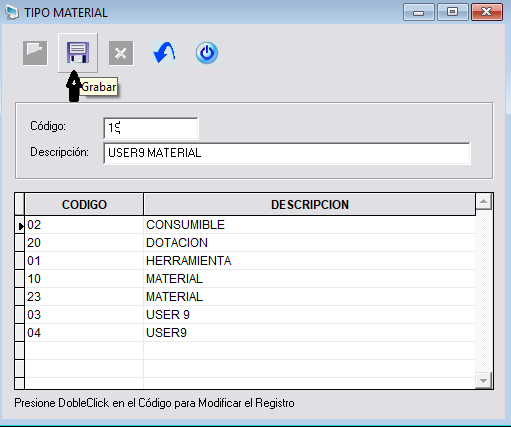 TIPO MATERIAL
Grabar
Código:
Descripción: USER9 MATERIAL
CODIGO DESCRIPCION
02 CONSUMIBLE
20 DOTACION
01 HERRAMIENTA
10 MATERIAL
23 MATERIAL
03 USER 9
04 USER9
Presione DobleClick en el Código para Modificar el Registro